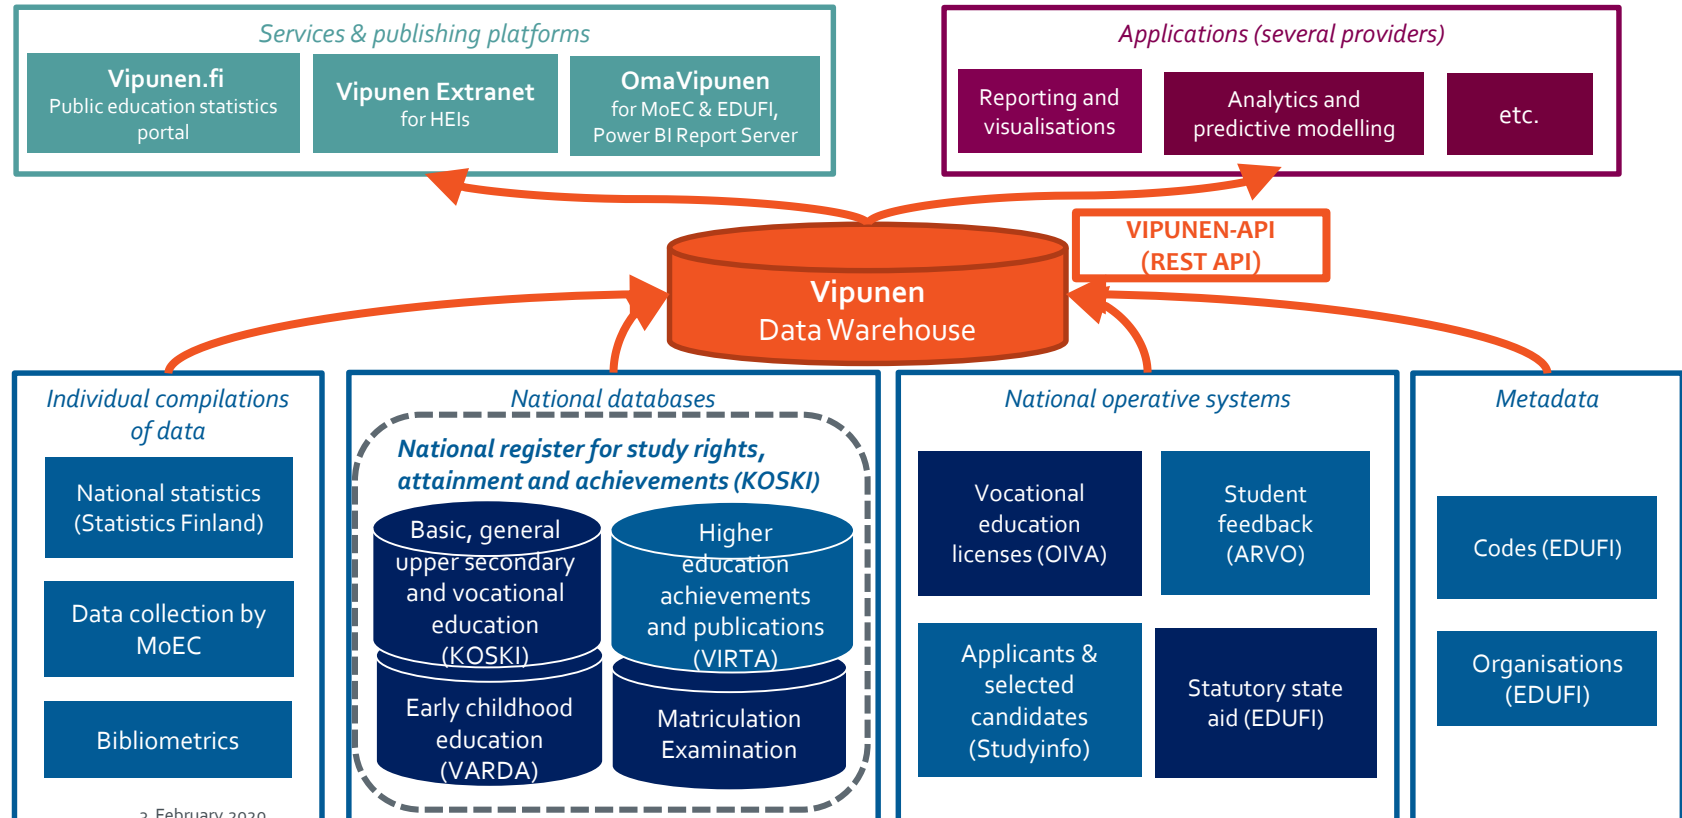 Services & publishing platforms
Vipunen.fi
Public education statistics
portal
Vipunen Extranet
for HEIs
OmaVipunen
for MoEC & EDUFI,
Power BI Report Server
Applications (several providers)
Reporting and
visualisations
Analytics and
predictive modelling
etc.
VIPUNEN-API
(REST API)
Vipunen
Data Warehouse
Individual compilations
of data
National statistics
(Statistics Finland)
Data collection by
MoEC
Bibliometrics
3. February 2020
National databases
National register for study rights,
attainment and achievements (KOSKI)
Basic, general
upper secondary
and vocational
education
(KOSKI)
Higher
education
achievements
and publications
(VIRTA)
Early childhood
education
(VARDA)
Matriculation
Examination
National operative systems
Vocational
education
licenses (OIVA)
Student
feedback
(ARVO)
Applicants &
selected
candidates
(Studyinfo)
Statutory state
aid (EDUFI)
Metadata
Codes (EDUFI)
Organisations
(EDUFI)